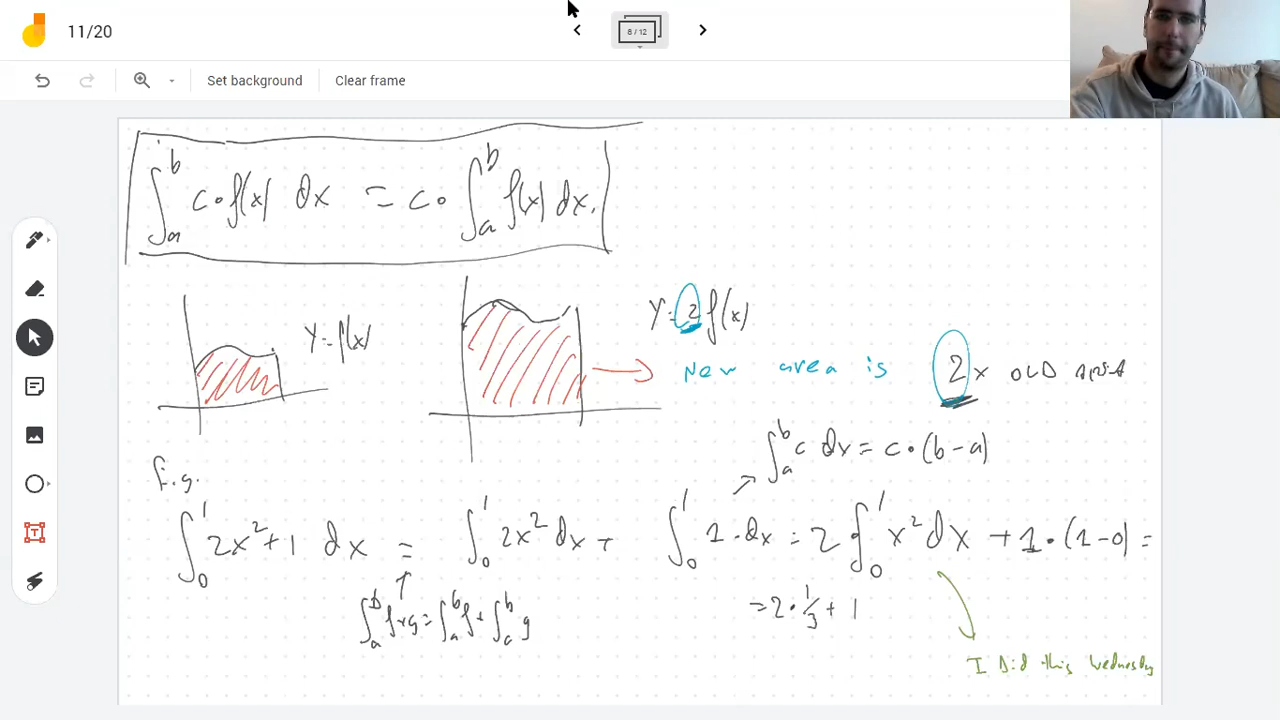 11/20
8 / 12
Set background
Clear frame
∫_a^b c•f(x) dx = c• ∫_a^b f(x) dx.
y=f(x)
y=2f(x)
New area is 2x OLD
∫_a^b c dx = c•(b-a)
E.g.
∫_0^1 2x²+1 dx = ∫_0^1 2x² dx + ∫_0^1 1•dx = 2•∫_0^1 x² dx + 1•(1-0) =
∫_a^b f+g = ∫_a^b f + ∫_a^b g
= 2•1/3 + 1
I Did this Wednesday